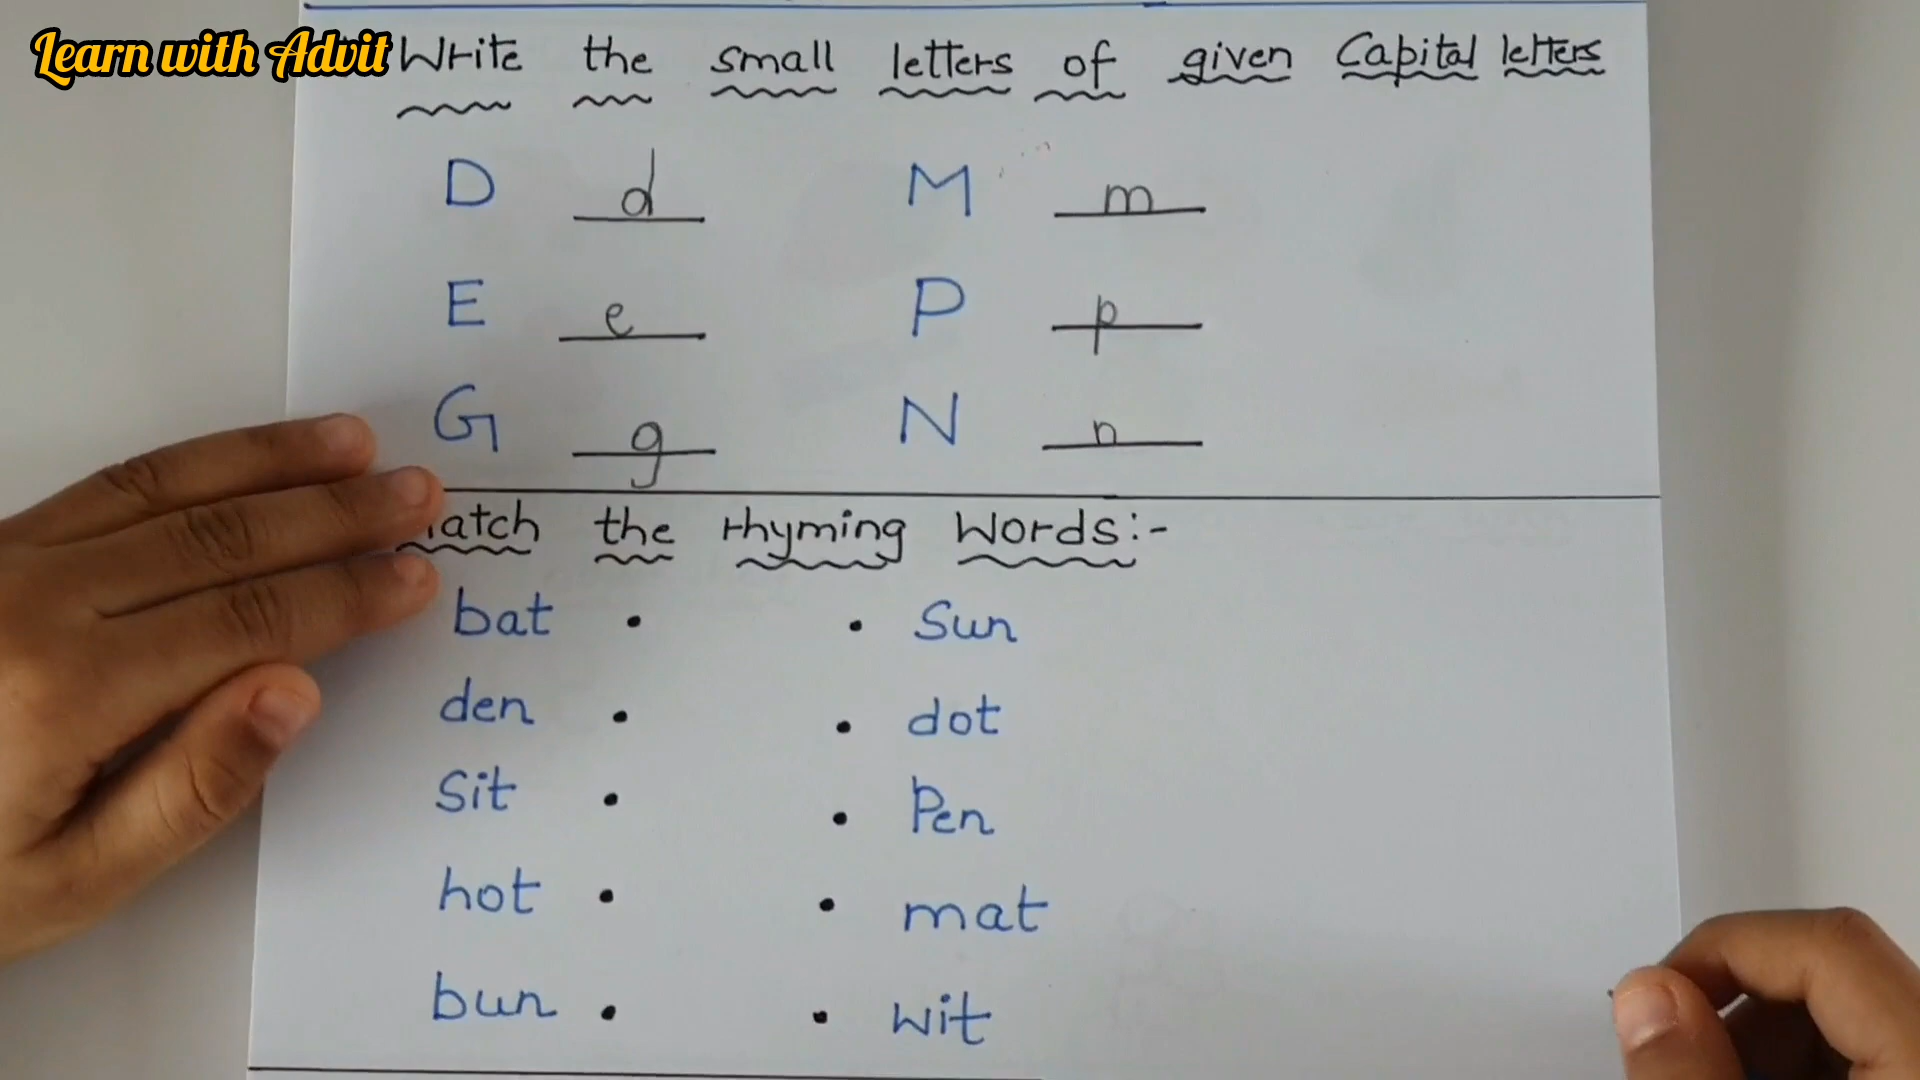 Learn with Advit
Write the small letters of given Capital letters
D d M m
E e P p
G g N n
the rhyming Words:-
bat • • Sun
den • • dot
Sit • • Pen
hot • • mat
bun • • wit